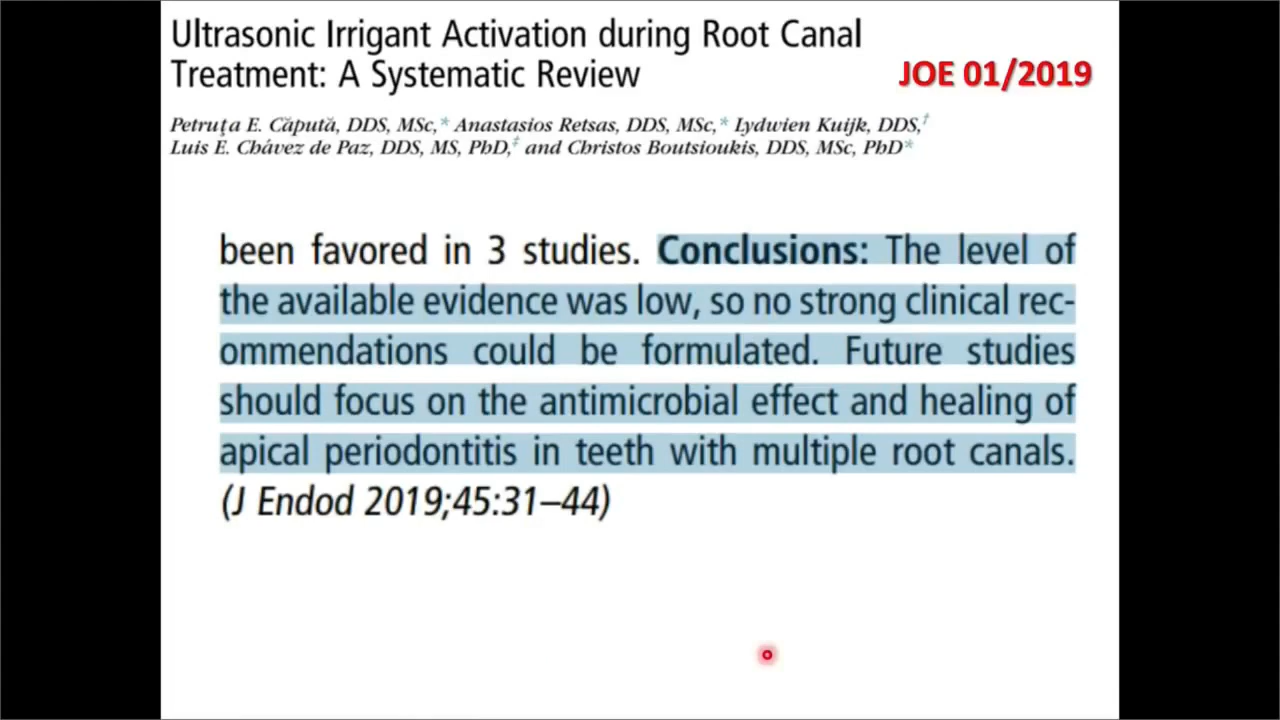 Ultrasonic Irrigant Activation during Root Canal
Treatment: A Systematic Review
JOE 01/2019
Petruţa E. Căpută, DDS, MSc,* Anastasios Retsas, DDS, MSc,* Lydwien Kuijk, DDS,†
Luis E. Chávez de Paz, DDS, MS, PhD,‡ and Christos Boutsioukis, DDS, MSc, PhD*
been favored in 3 studies. Conclusions: The level of
the available evidence was low, so no strong clinical rec-
ommendations could be formulated. Future studies
should focus on the antimicrobial effect and healing of
apical periodontitis in teeth with multiple root canals.
(J Endod 2019;45:31–44)